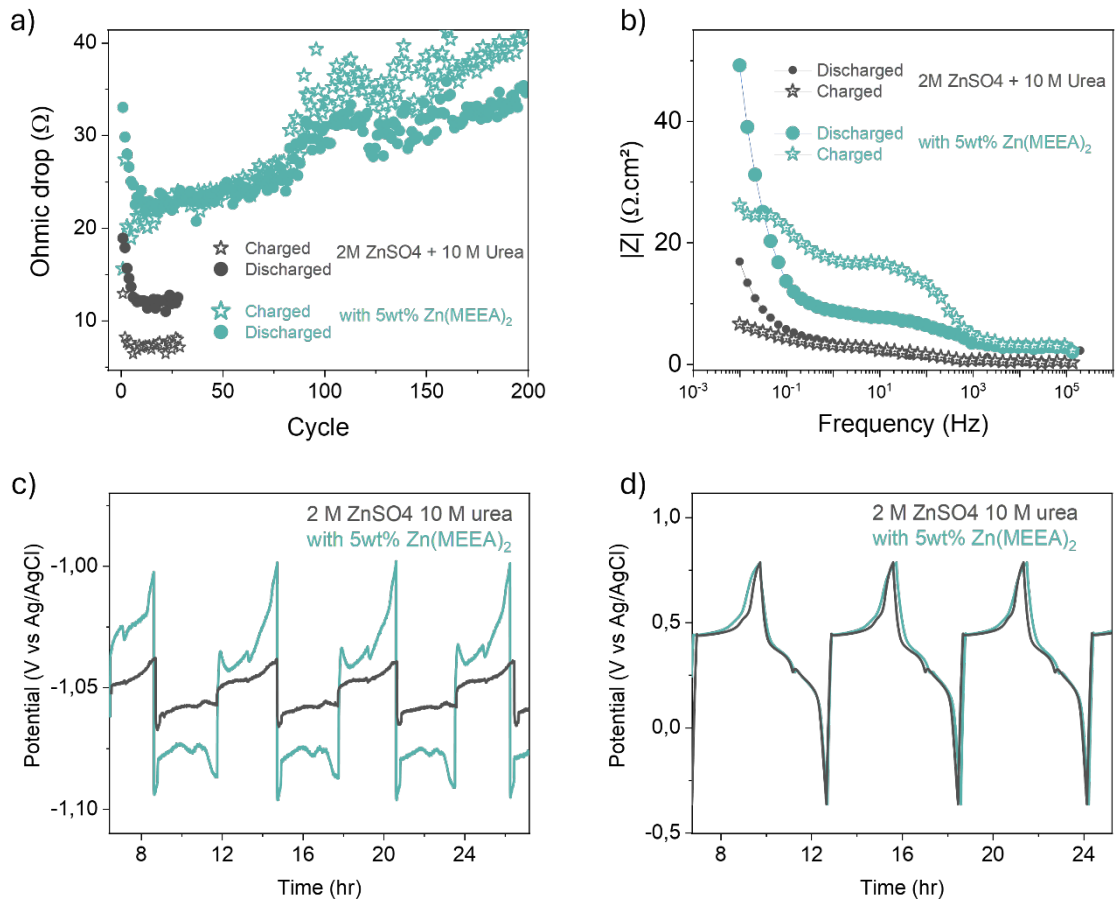 a)
Ohmic drop (Ω)
40
30
20
10
0
50
100
150
200
Cycle
Charged
Discharged
2M ZnSO4 + 10 M Urea
Charged
Discharged
with 5wt% Zn(MEEA)₂
b)
|Z| (Ω.cm²)
40
20
0
10⁻³
10⁻¹
10¹
10³
10⁵
Frequency (Hz)
Discharged
Charged
2M ZnSO4 + 10 M Urea
Discharged
Charged
with 5wt% Zn(MEEA)₂
c)
Potential (V vs Ag/AgCl)
-1,00
-1,05
-1,10
8
12
16
20
24
Time (hr)
2 M ZnSO4 10 M urea
with 5wt% Zn(MEEA)₂
d)
Potential (V vs Ag/AgCl)
1,0
0,5
0,0
-0,5
8
12
16
20
24
Time (hr)
2 M ZnSO4 10 M urea
with 5wt% Zn(MEEA)₂